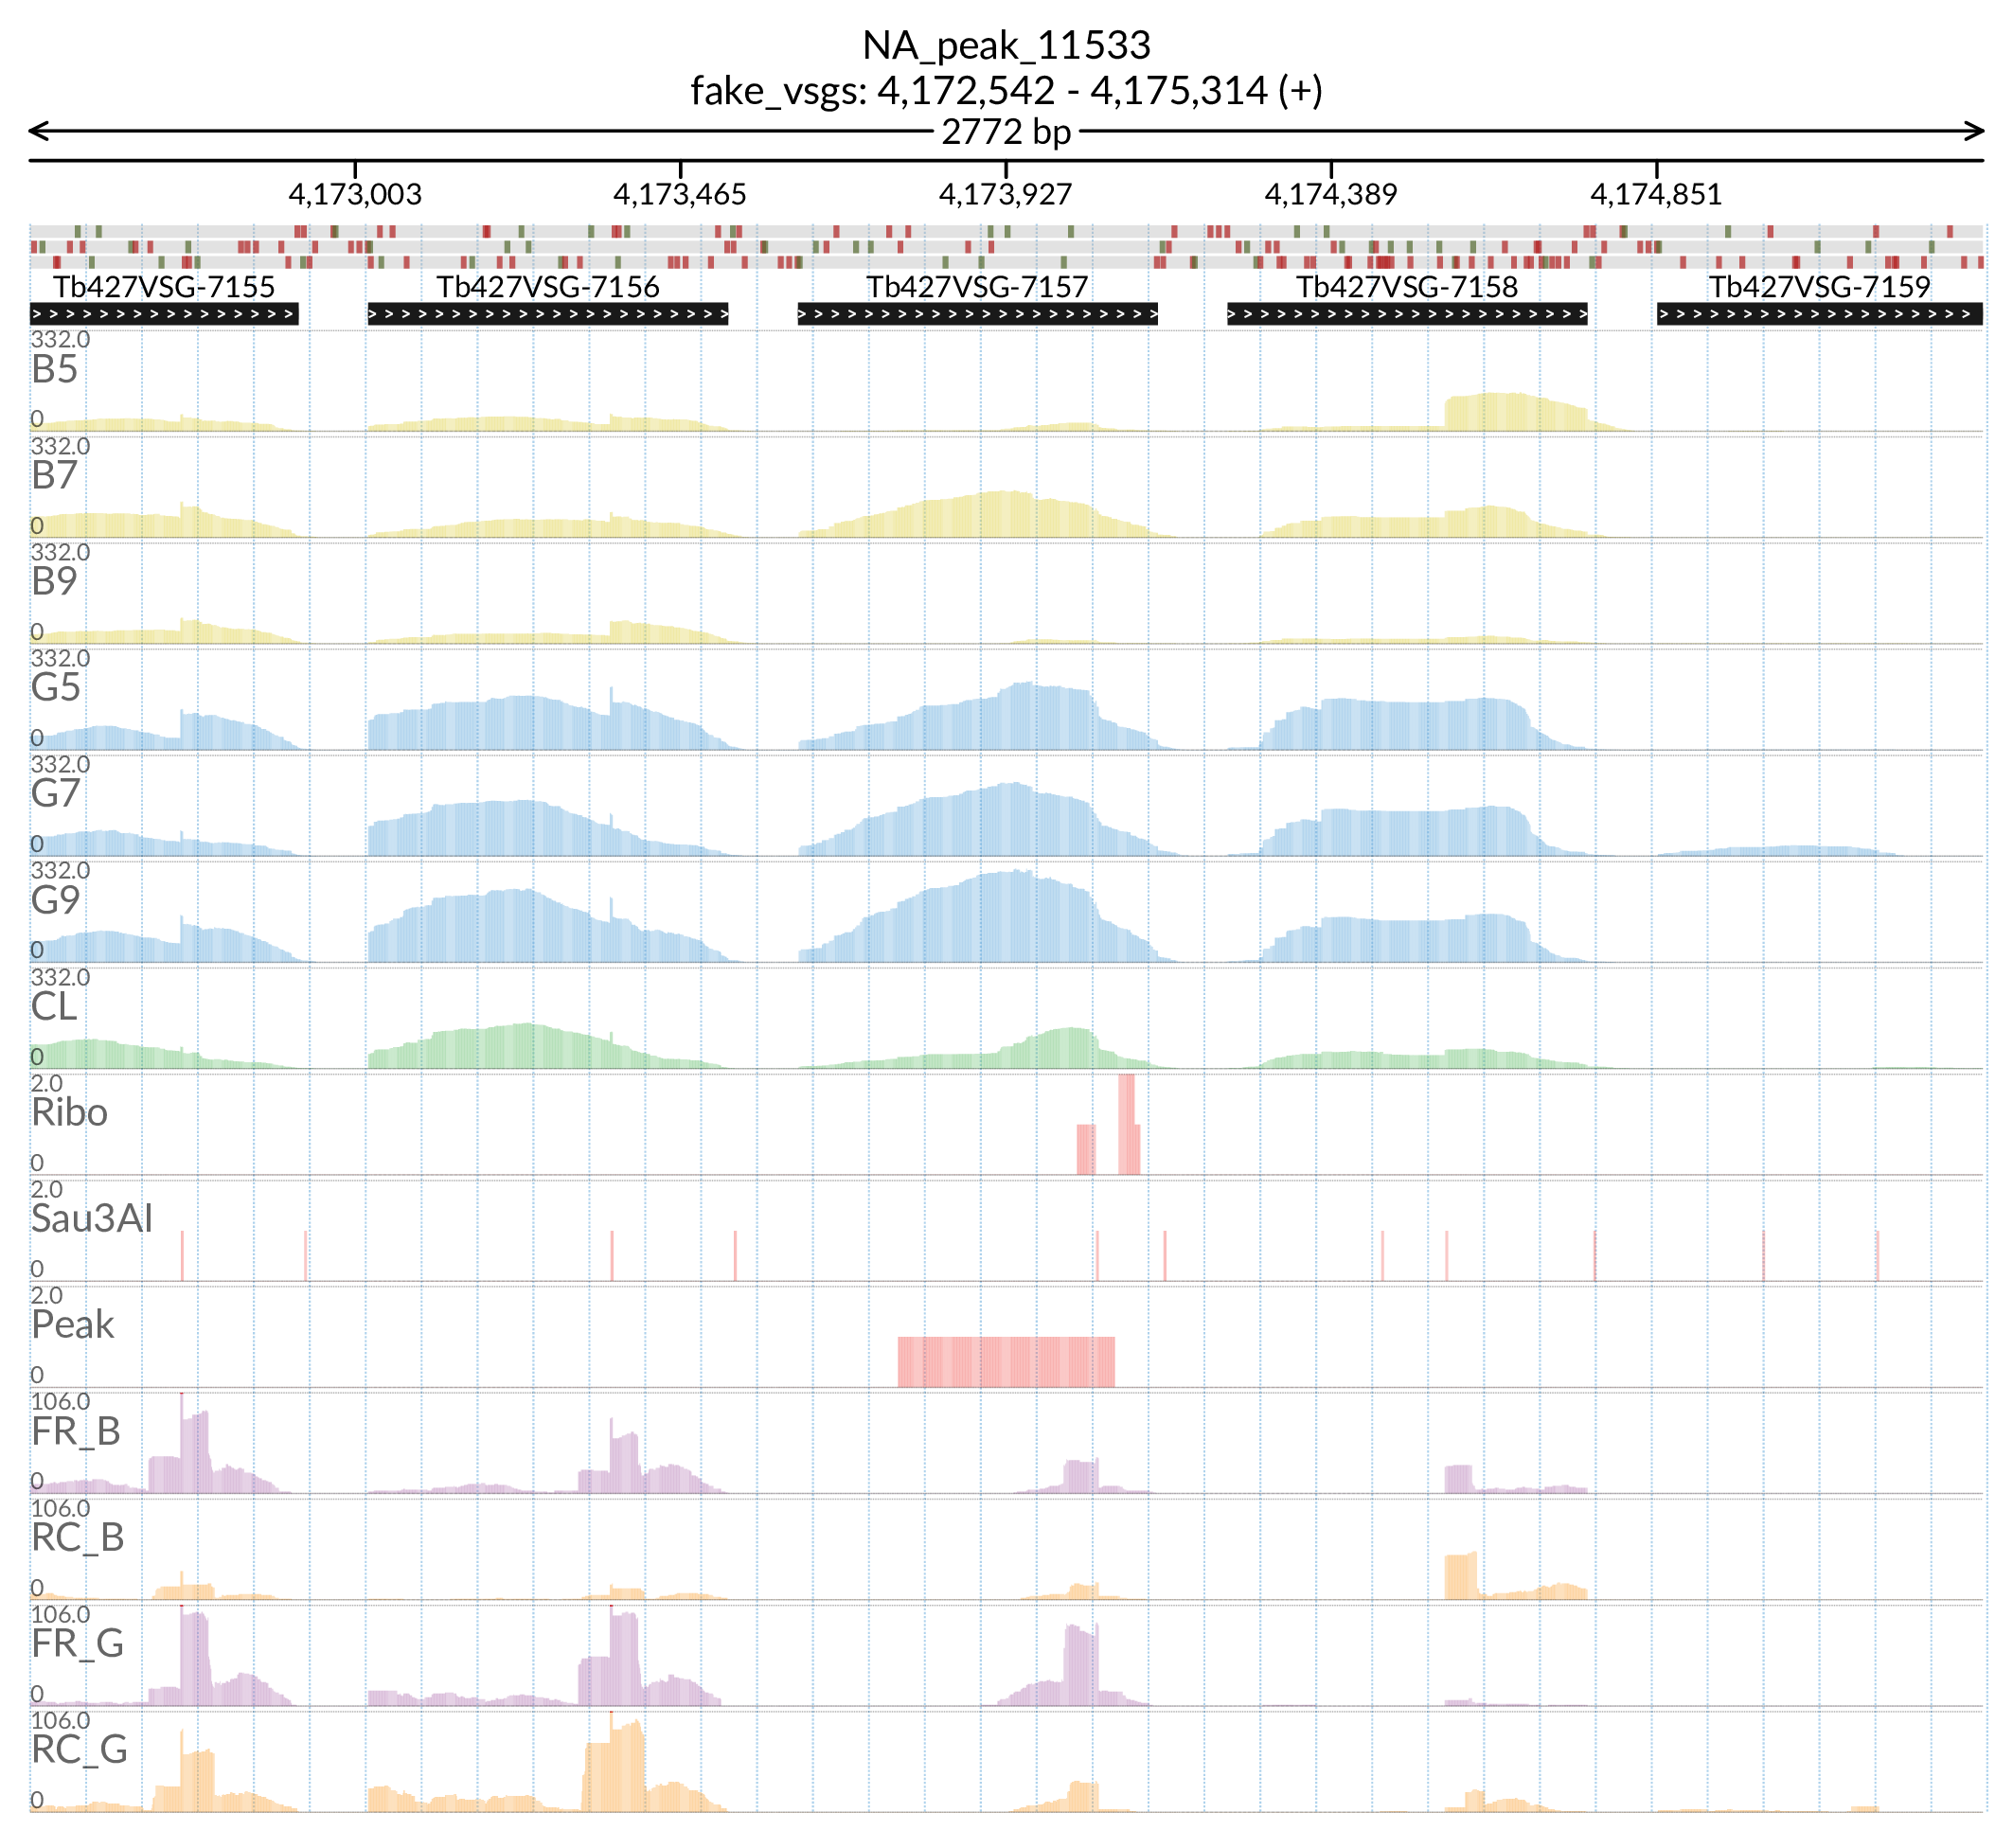 NA_peak_11533
fake_vsgs: 4,172,542 - 4,175,314 (+)
2772 bp
4,173,003 4,173,465 4,173,927 4,174,389 4,174,851
Tb427VSG-7155 Tb427VSG-7156 Tb427VSG-7157 Tb427VSG-7158 Tb427VSG-7159
332.0
B5
0
332.0
B7
0
332.0
B9
0
332.0
G5
0
332.0
G7
0
332.0
G9
0
332.0
CL
0
2.0
Ribo
0
2.0
Sau3AI
0
2.0
Peak
0
106.0
FR_B
0
106.0
RC_B
0
106.0
FR_G
0
106.0
RC_G
0